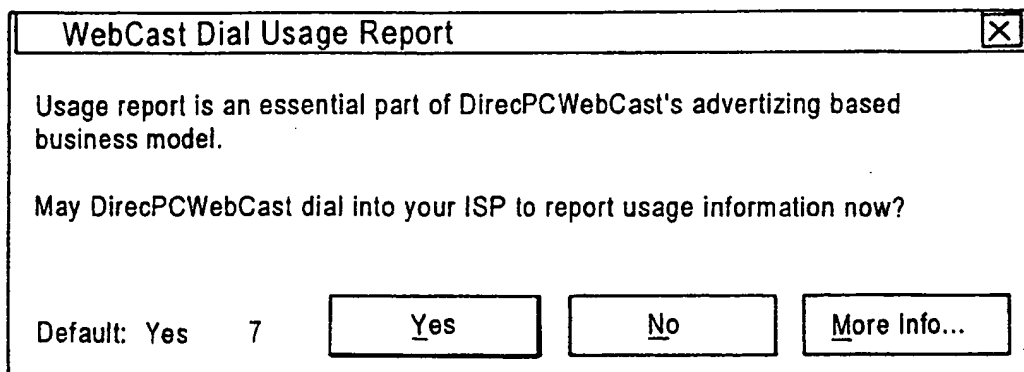 WebCast Dial Usage Report
Usage report is an essential part of DirecPCWebCast's advertizing based
business model.
May DirecPCWebCast dial into your ISP to report usage information now?
Default: Yes 7 Yes No More Info...